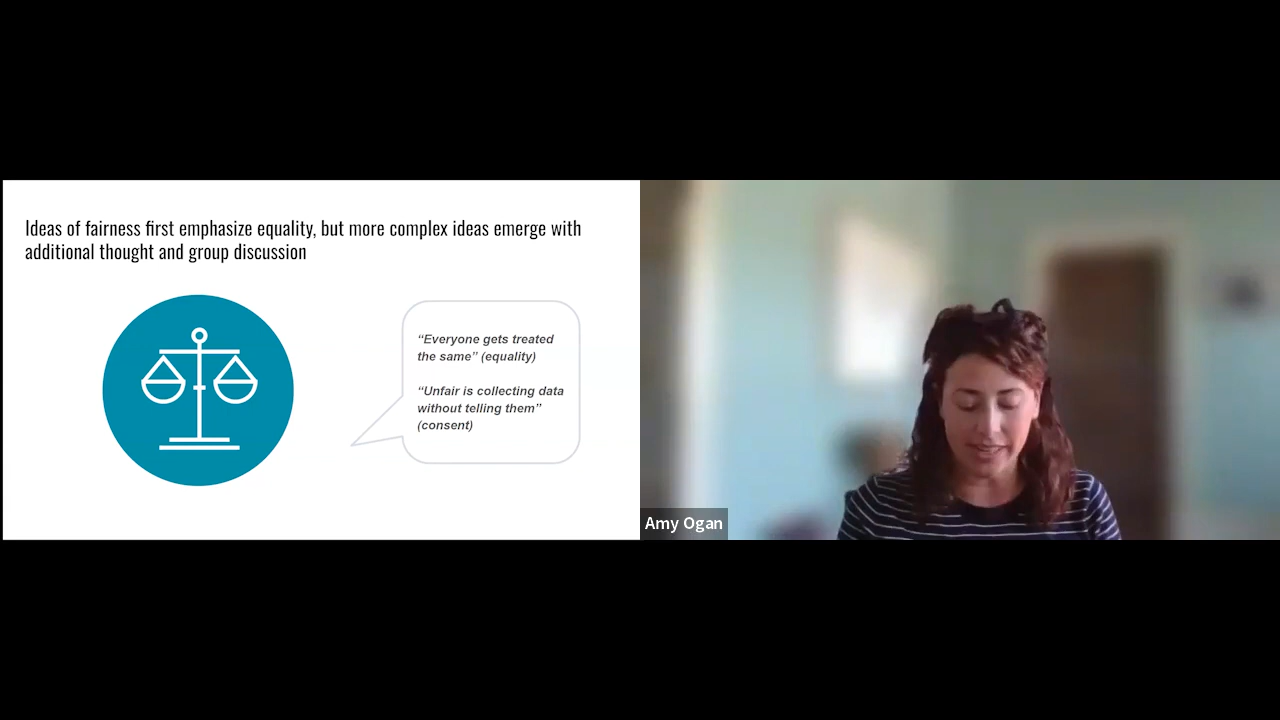 Ideas of fairness first emphasize equality, but more complex ideas emerge with
additional thought and group discussion
“Everyone gets treated
the same” (equality)
“Unfair is collecting data
without telling them”
(consent)
Amy Ogan